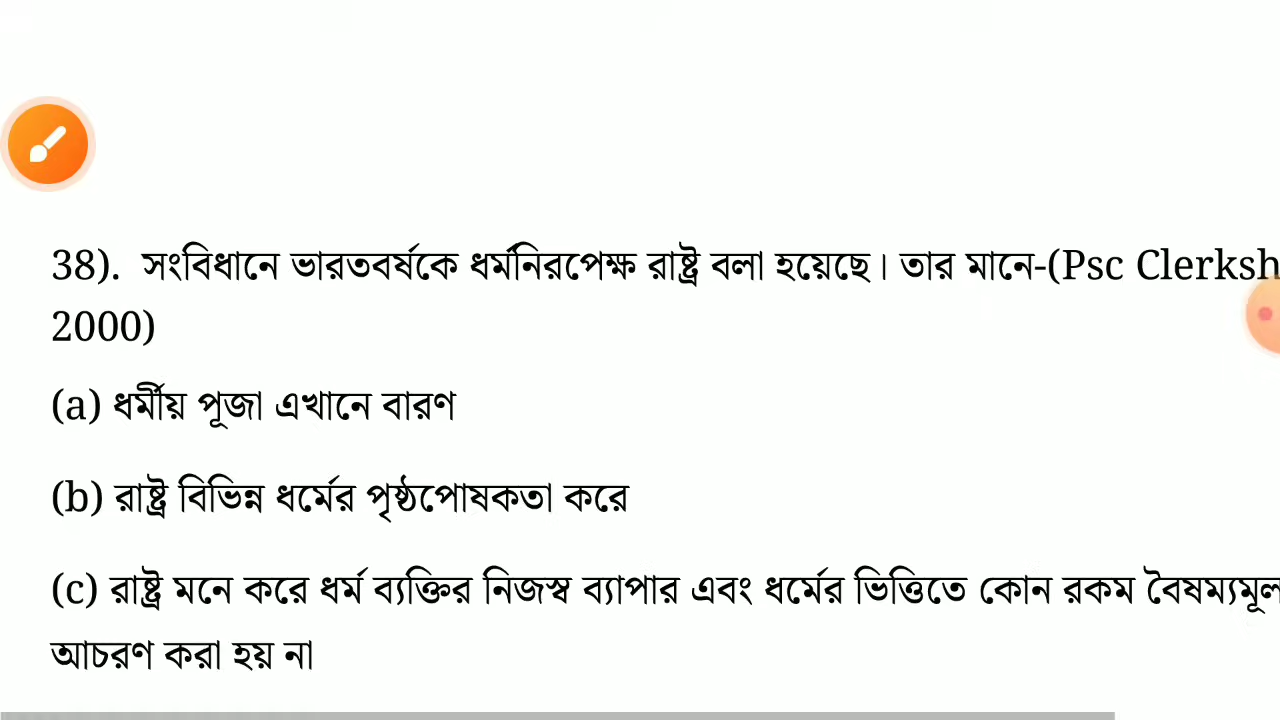 38). সংবিধানে ভারতবর্ষকে ধর্মনিরপেক্ষ রাষ্ট্র বলা হয়েছে। তার মানে-(Psc Clerksh
2000)
(a) ধর্মীয় পূজা এখানে বারণ
(b) রাষ্ট্র বিভিন্ন ধর্মের পৃষ্ঠপোষকতা করে
(c) রাষ্ট্র মনে করে ধর্ম ব্যক্তির নিজস্ব ব্যাপার এবং ধর্মের ভিত্তিতে কোন রকম বৈষম্যমূল
আচরণ করা হয় না